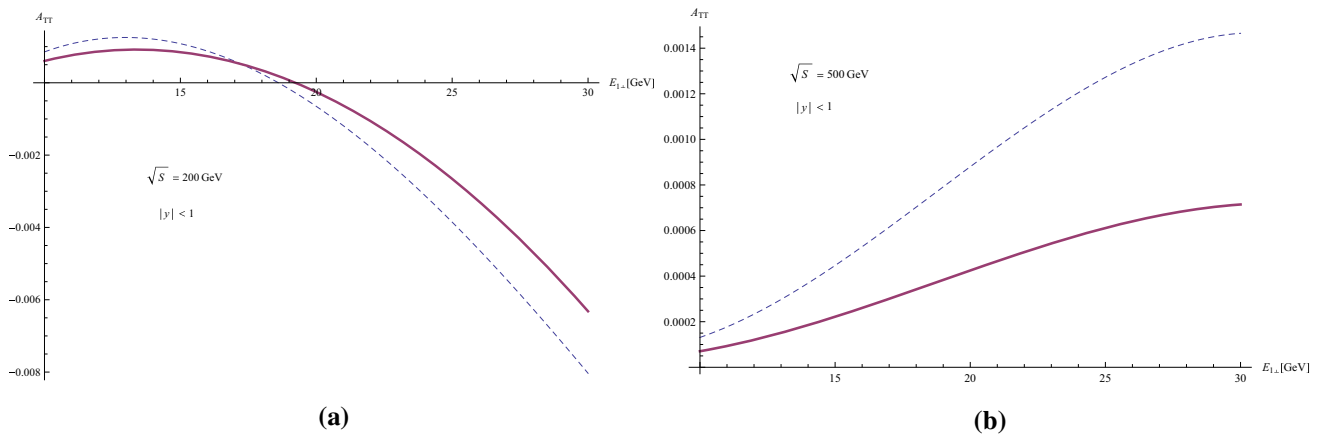 A_TT
E_1⊥[GeV]
15
20
25
30
−0.002
−0.004
−0.006
−0.008
√S = 200 GeV
|y| < 1
(a)
A_TT
0.0014
0.0012
0.0010
0.0008
0.0006
0.0004
0.0002
√S = 500 GeV
|y| < 1
15
20
25
30
E_1⊥[GeV]
(b)